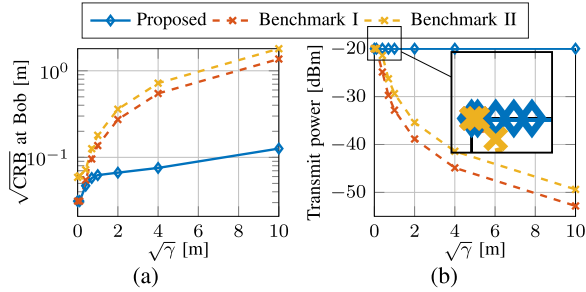 Proposed Benchmark I Benchmark II
(a)
10^0
10^{-1}
√CRB at Bob [m]
0 2 4 6 8 10
√γ [m]
(b)
−20
−30
−40
−50
Transmit power [dBm]
0 2 4 6 8 10
√γ [m]